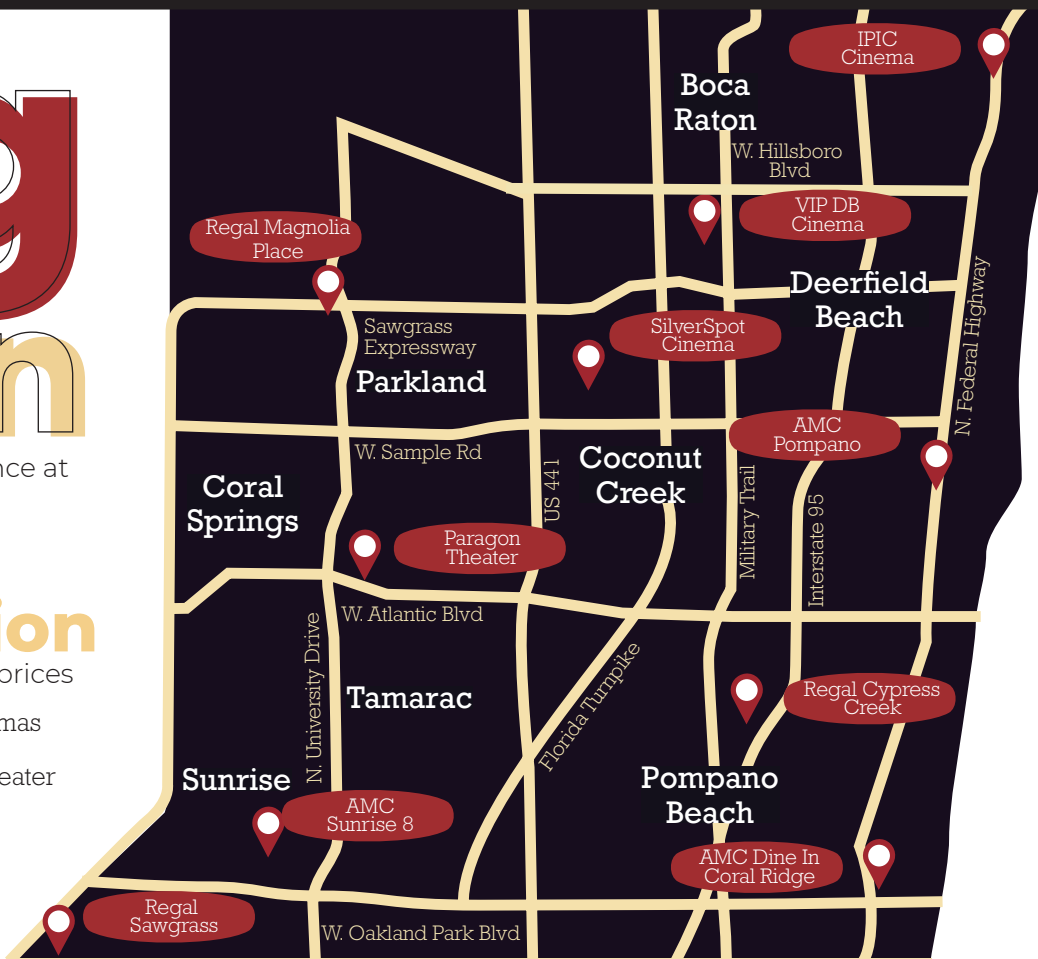 g
n
nce at
ion
prices
mas
eater
IPIC
Cinema
Boca
Raton
W. Hillsboro
Blvd
VIP DB
Cinema
Regal Magnolia
Place
Deerfield
Beach
N. Federal Highway
Sawgrass
Expressway
SilverSpot
Cinema
Parkland
AMC
Pompano
W. Sample Rd
Coconut
Creek
US 441
Military Trail
Interstate 95
Coral
Springs
Paragon
Theater
W. Atlantic Blvd
N. University Drive
Florida Turnpike
Tamarac
Regal Cypress
Creek
Sunrise
Pompano
Beach
AMC
Sunrise 8
AMC Dine In
Coral Ridge
Regal
Sawgrass
W. Oakland Park Blvd